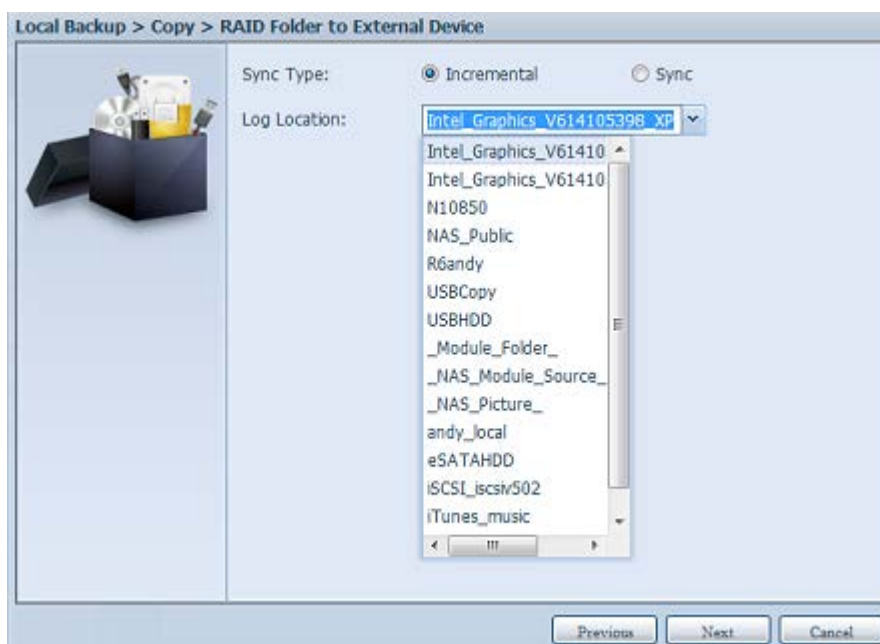 Local Backup > Copy > RAID Folder to External Device
Sync Type: Incremental Sync
Log Location: Intel_Graphics_V614105398_XP
Intel_Graphics_V61410
Intel_Graphics_V61410
N10850
NAS_Public
R6andy
USBCopy
USBHDD
_Module_Folder_
_NAS_Module_Source_
_NAS_Picture_
andy_local
eSATAHDD
iSCSI_iscsiv502
iTunes_music
Previous Next Cancel